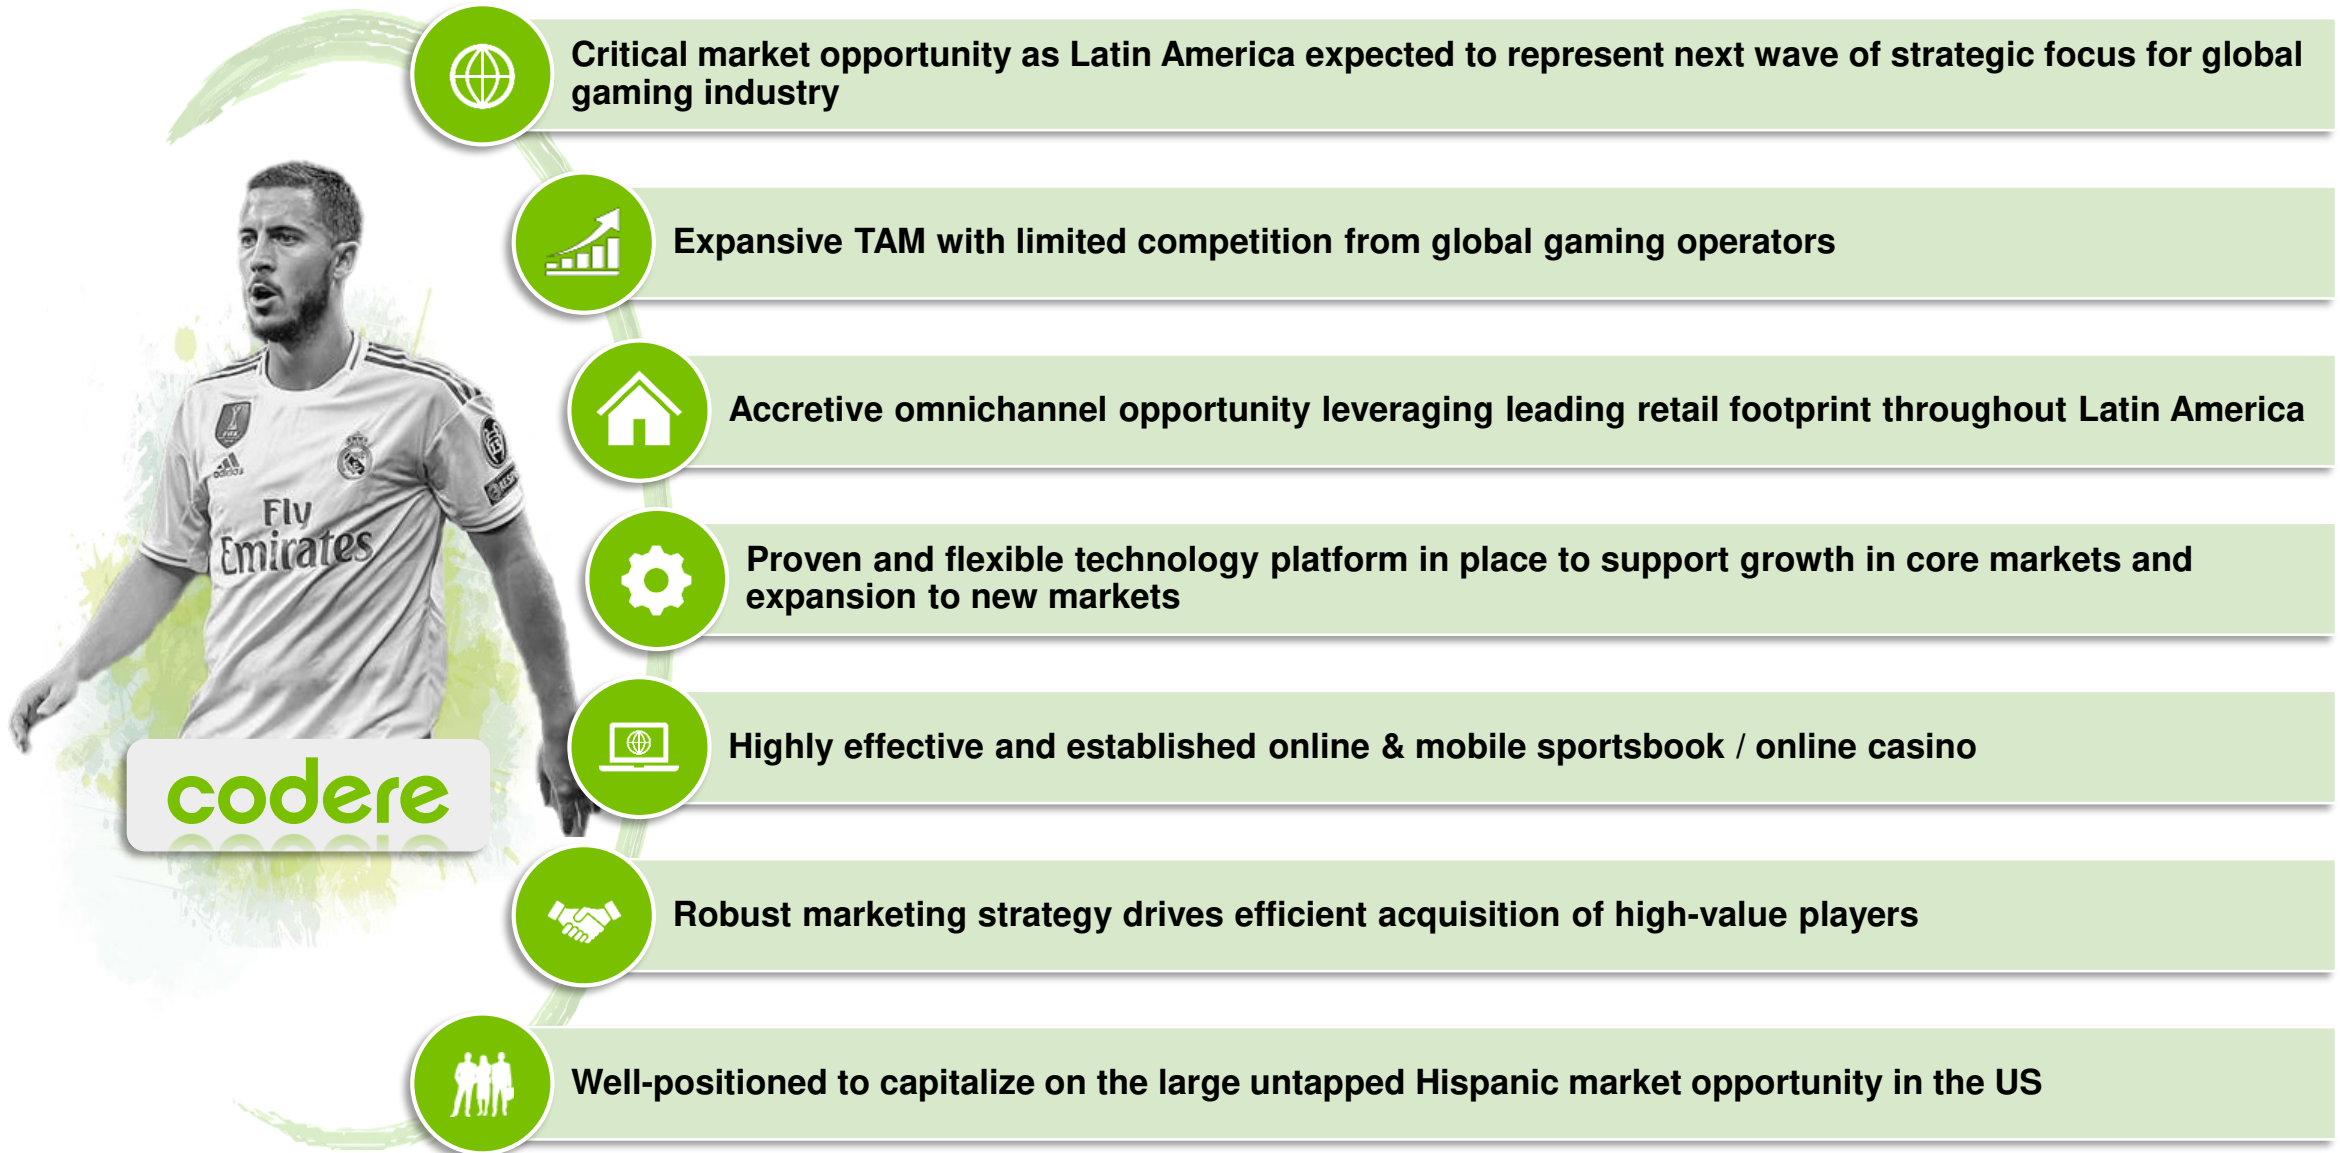 Critical market opportunity as Latin America expected to represent next wave of strategic focus for global
gaming industry
Expansive TAM with limited competition from global gaming operators
Accretive omnichannel opportunity leveraging leading retail footprint throughout Latin America
adidas
Fly
Emirates
Proven and flexible technology platform in place to support growth in core markets and
expansion to new markets
Highly effective and established online & mobile sportsbook / online casino
codere
Robust marketing strategy drives efficient acquisition of high-value players
Well-positioned to capitalize on the large untapped Hispanic market opportunity in the US